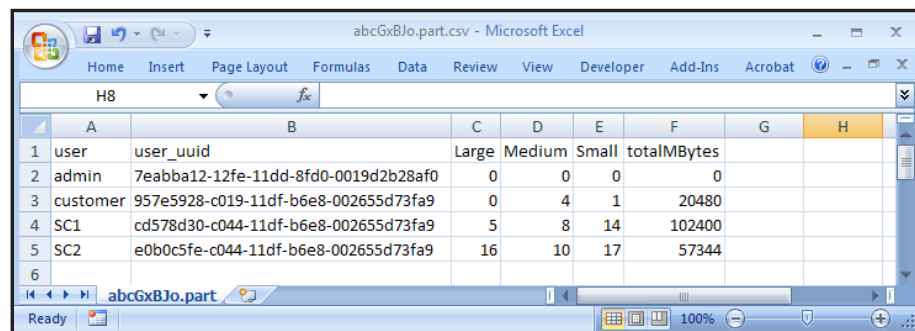 abcGxBJo.part.csv - Microsoft Excel
Home Insert Page Layout Formulas Data Review View Developer Add-Ins Acrobat
H8 fx
A B C D E F G H
1 user user_uuid Large Medium Small totalMBytes
2 admin 7eabba12-12fe-11dd-8fd0-0019d2b28af0 0 0 0 0
3 customer 957e5928-c019-11df-b6e8-002655d73fa9 0 4 1 20480
4 SC1 cd578d30-c044-11df-b6e8-002655d73fa9 5 8 14 102400
5 SC2 e0b0c5fe-c044-11df-b6e8-002655d73fa9 16 10 17 57344
6
abcGxBJo.part
Ready 100%